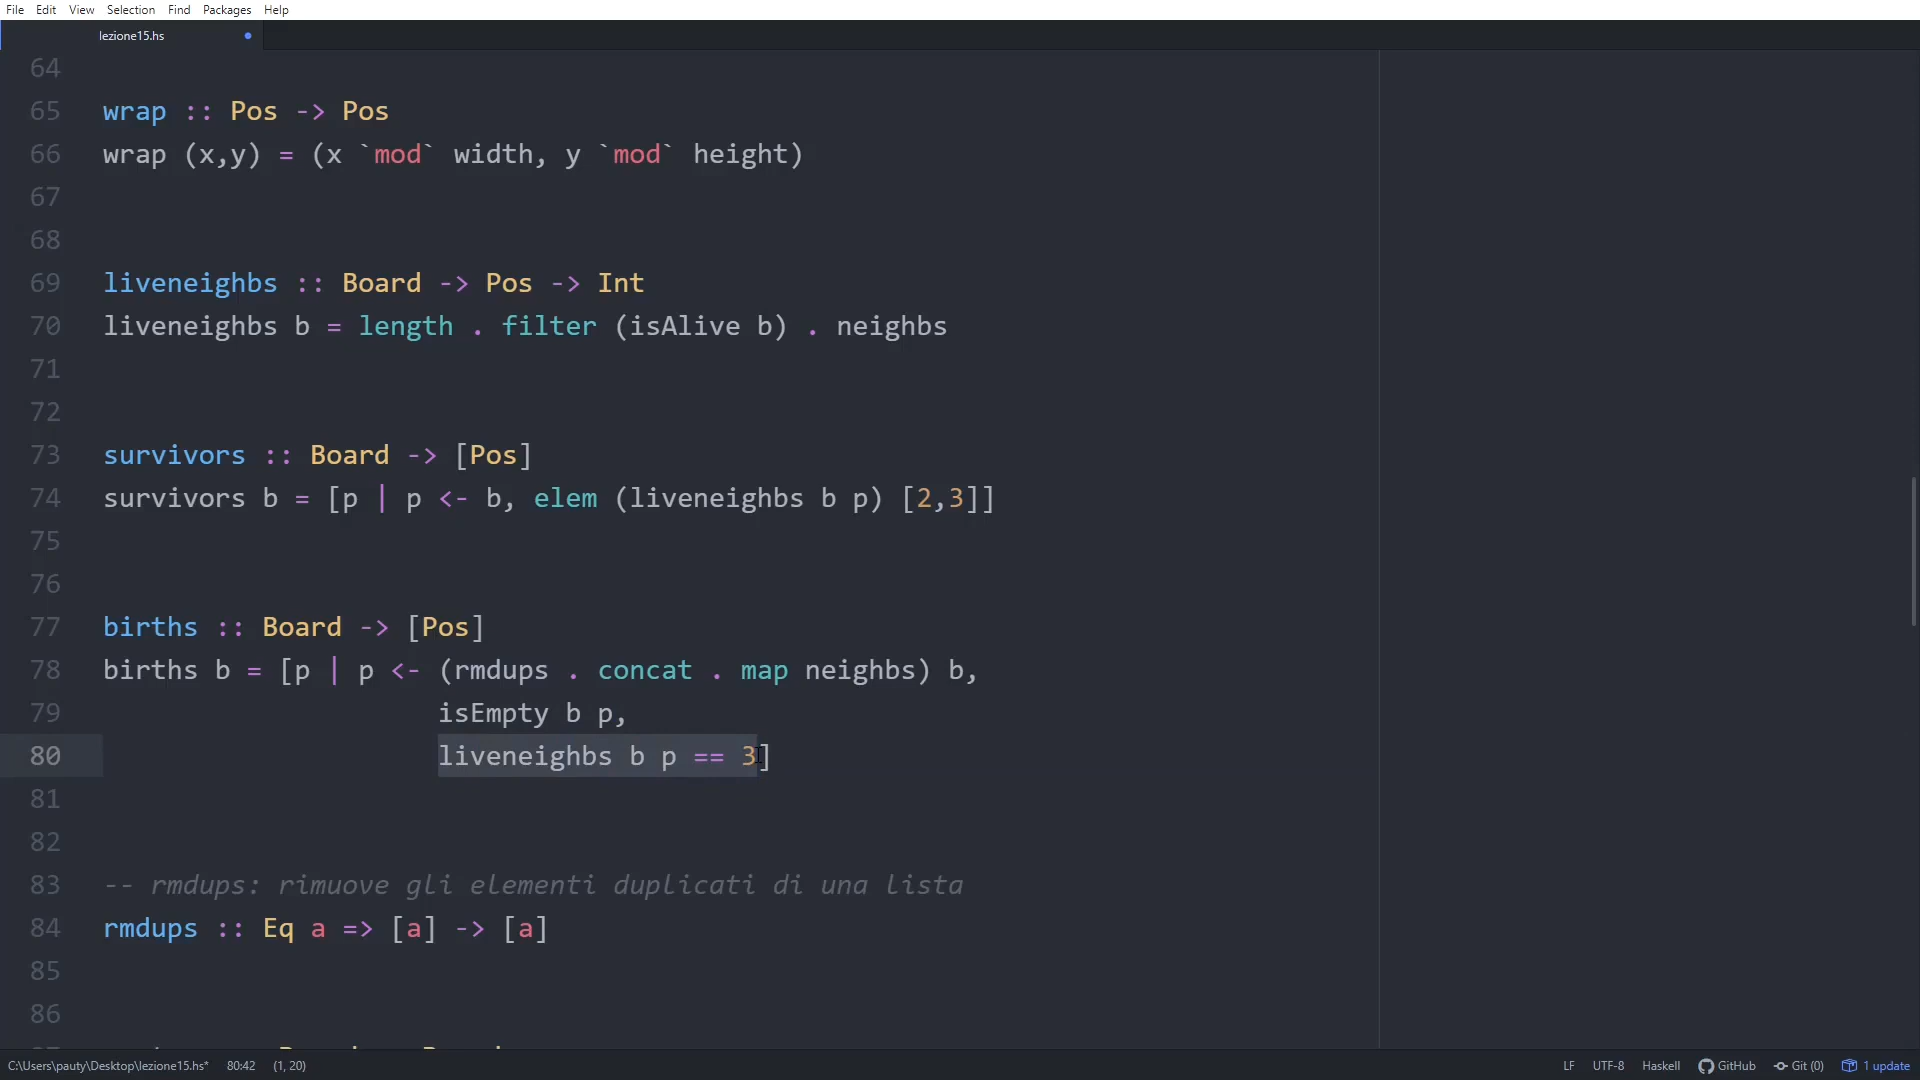 File Edit View Selection Find Packages Help
lezione15.hs
64
65 wrap :: Pos -> Pos
66 wrap (x,y) = (x `mod` width, y `mod` height)
67
68
69 liveneighbs :: Board -> Pos -> Int
70 liveneighbs b = length . filter (isAlive b) . neighbs
71
72
73 survivors :: Board -> [Pos]
74 survivors b = [p | p <- b, elem (liveneighbs b p) [2,3]]
75
76
77 births :: Board -> [Pos]
78 births b = [p | p <- (rmdups . concat . map neighbs) b,
79 isEmpty b p,
80 liveneighbs b p == 3]
81
82
83 -- rmdups: rimuove gli elementi duplicati di una lista
84 rmdups :: Eq a => [a] -> [a]
85
86
C:\Users\pauty\Desktop\lezione15.hs* 80:42 (1, 20) LF UTF-8 Haskell GitHub Git (0) 1 update